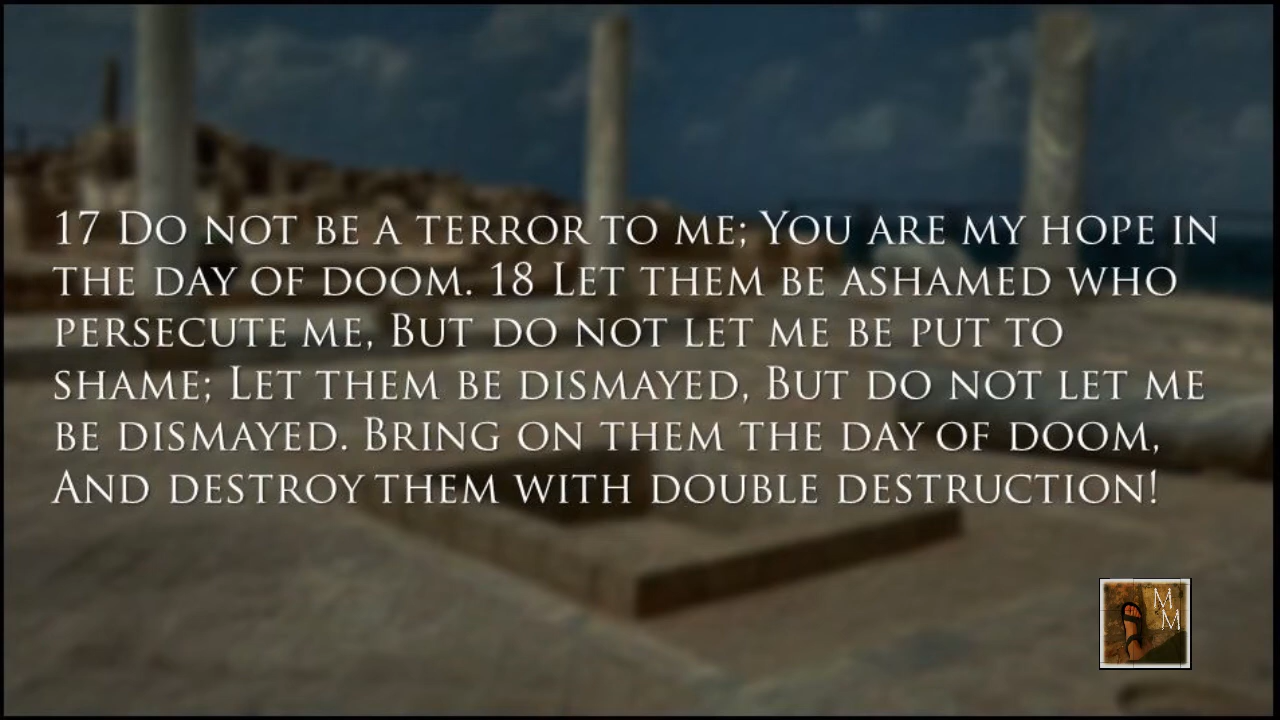 17 Do not be a terror to me; You are my hope in
the day of doom. 18 Let them be ashamed who
persecute me, But do not let me be put to
shame; Let them be dismayed, But do not let me
be dismayed. Bring on them the day of doom,
And destroy them with double destruction!
M
M